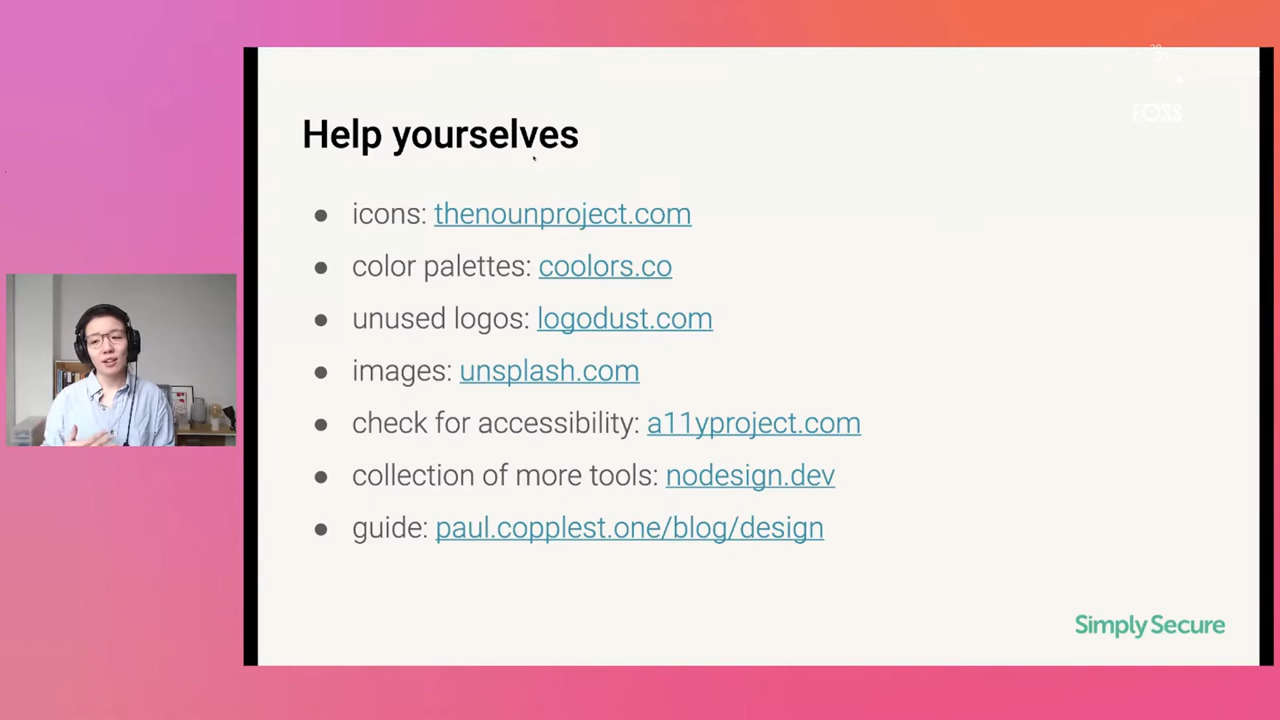 FOSS
Help yourselves
● icons: thenounproject.com
● color palettes: coolors.co
● unused logos: logodust.com
● images: unsplash.com
● check for accessibility: a11yproject.com
● collection of more tools: nodesign.dev
● guide: paul.copplest.one/blog/design
Simply Secure